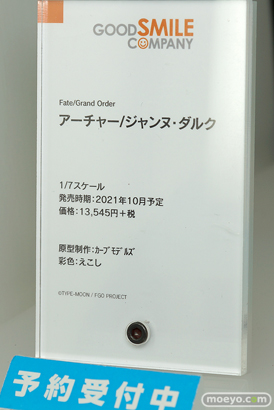 GOODSMILE
COMPANY
Fate/Grand Order
アーチャー/ジャンヌ・ダルク
1/7スケール
発売時期：2021年10月予定
価格：13,545円+税
原型制作：ｶｰﾌﾞﾓﾃﾞﾙｽﾞ
彩色：えこし
©TYPE-MOON / FGO PROJECT
予約受付中
moeyo.com